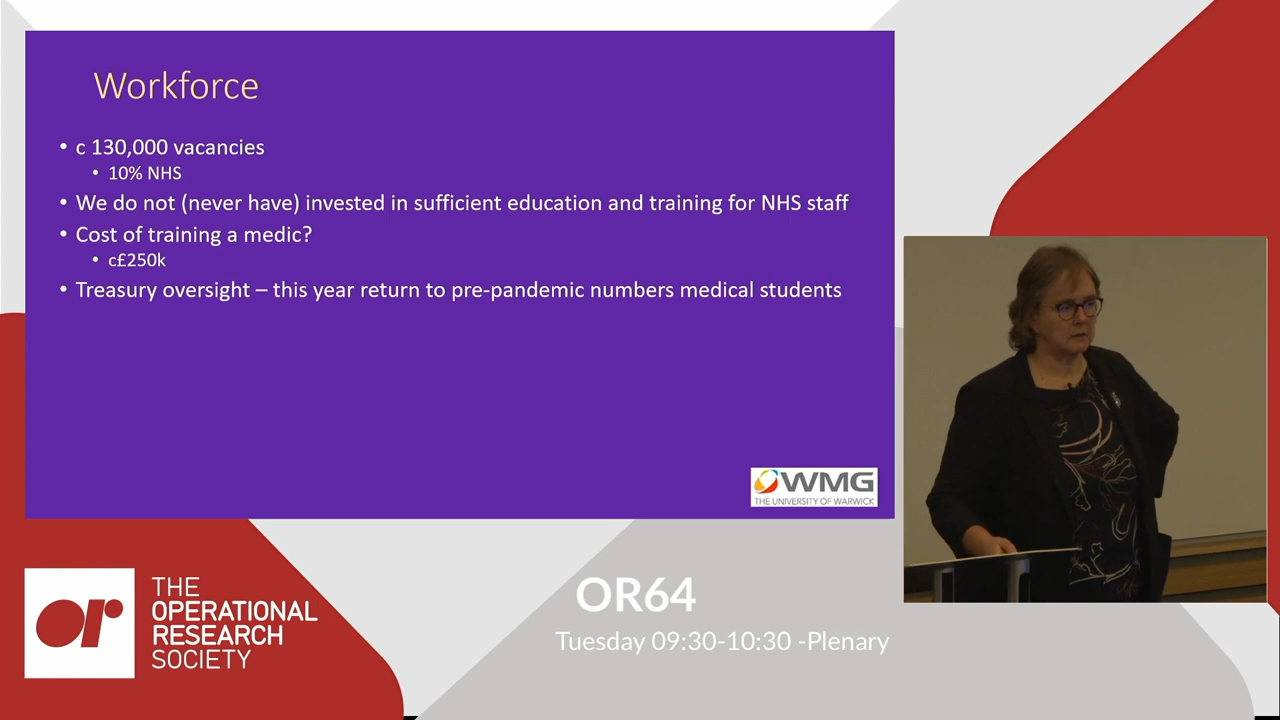 Workforce
• c 130,000 vacancies
• 10% NHS
• We do not (never have) invested in sufficient education and training for NHS staff
• Cost of training a medic?
• c£250k
• Treasury oversight – this year return to pre-pandemic numbers medical students
WMG
THE UNIVERSITY OF WARWICK
or
THE
OPERATIONAL
RESEARCH
SOCIETY
OR64
Tuesday 09:30-10:30 -Plenary